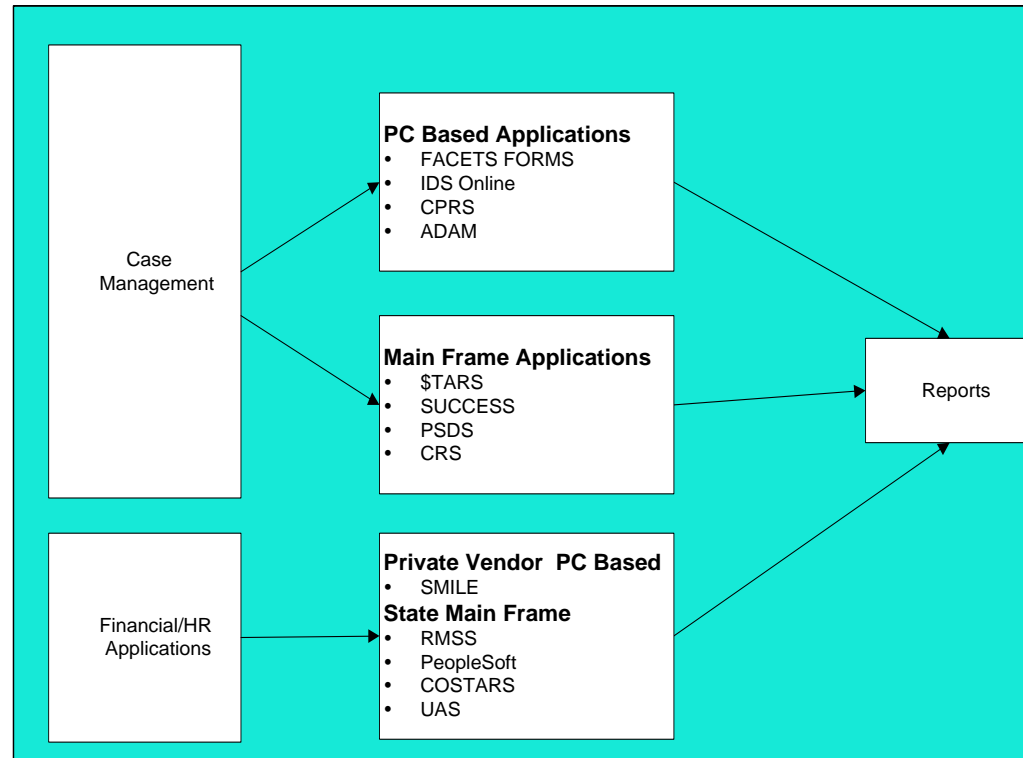 Case
Management
PC Based Applications
• FACETS FORMS
• IDS Online
• CPRS
• ADAM
Main Frame Applications
• $TARS
• SUCCESS
• PSDS
• CRS
Reports
Financial/HR
Applications
Private Vendor  PC Based
• SMILE
State Main Frame
• RMSS
• PeopleSoft
• COSTARS
• UAS